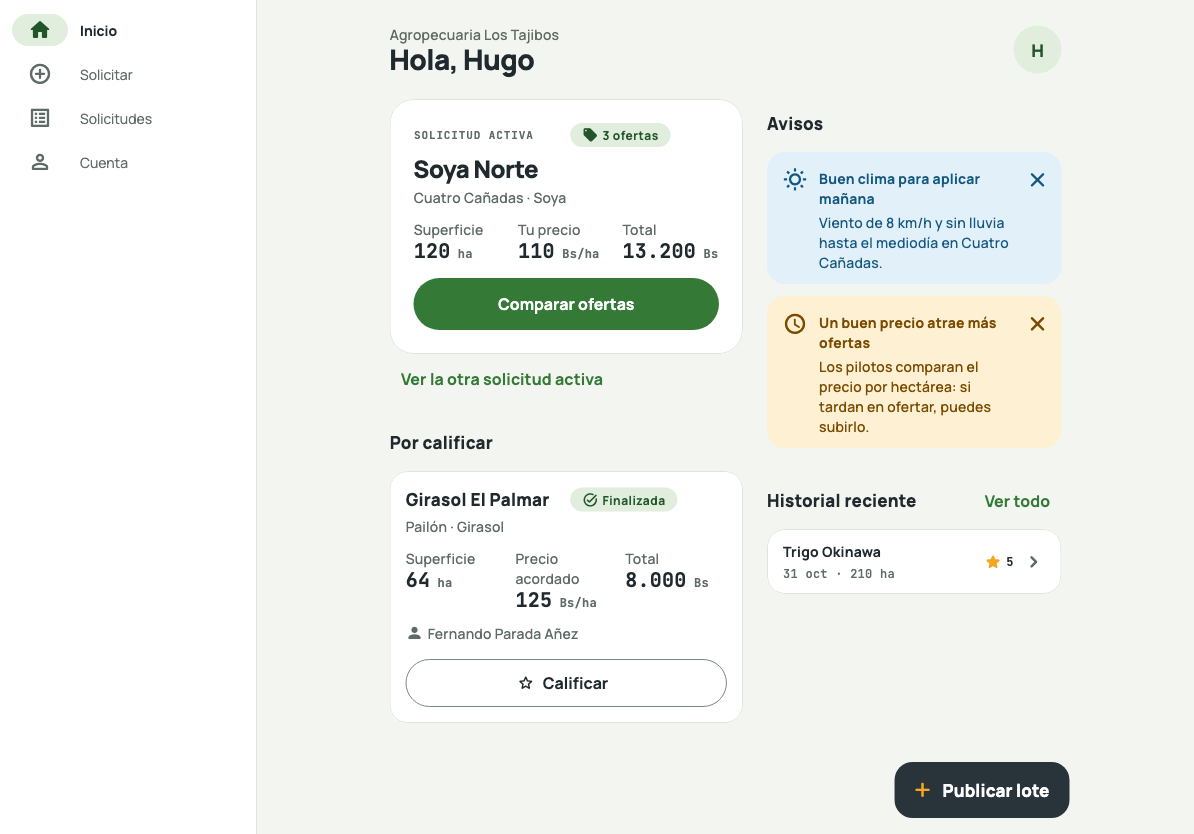 Inicio
Solicitar
Solicitudes
Cuenta
Agropecuaria Los Tajibos
Hola, Hugo
H
SOLICITUD ACTIVA
3 ofertas
Soya Norte
Cuatro Cañadas · Soya
Superficie Tu precio Total
120 ha 110 Bs/ha 13.200 Bs
Comparar ofertas
Ver la otra solicitud activa
Por calificar
Girasol El Palmar
Finalizada
Pailón · Girasol
Superficie
64 ha
Precio
acordado
125 Bs/ha
Total
8.000 Bs
Fernando Parada Añez
Calificar
Avisos
Buen clima para aplicar
mañana
Viento de 8 km/h y sin lluvia
hasta el mediodía en Cuatro
Cañadas.
Un buen precio atrae más
ofertas
Los pilotos comparan el
precio por hectárea: si
tardan en ofertar, puedes
subirlo.
Historial reciente
Ver todo
Trigo Okinawa
31 oct · 210 ha
5
Publicar lote